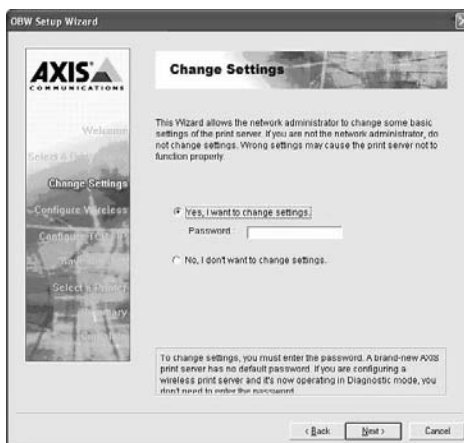 OBW Setup Wizard
AXIS
COMMUNICATIONS
Change Settings
This Wizard allows the network administrator to change some basic
settings of the print server. If you are not the network administrator, do
not change settings. Wrong settings may cause the print server not to
function properly.
Welcome
Select A
Change Settings
Configure Wireless
Configure
Select
Yes, I want to change settings.
Password :
No, I don't want to change settings.
To change settings, you must enter the password. A brand-new AXIS
print server has no default password. If you are configuring a
wireless print server and it's now operating in Diagnostic mode, you
don't need to enter the password.
< Back
Next >
Cancel